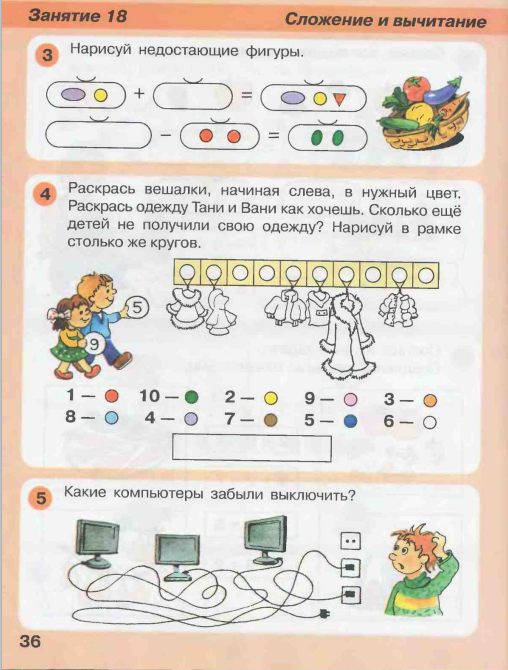 Занятие 18
Сложение и вычитание
3 Нарисуй недостающие фигуры.
+ =
− =
4 Раскрась вешалки, начиная слева, в нужный цвет.
Раскрась одежду Тани и Вани как хочешь. Сколько ещё
детей не получили свою одежду? Нарисуй в рамке
столько же кругов.
5
9
1 — 10 — 2 — 9 — 3 —
8 — 4 — 7 — 5 — 6 —
5 Какие компьютеры забыли выключить?
36